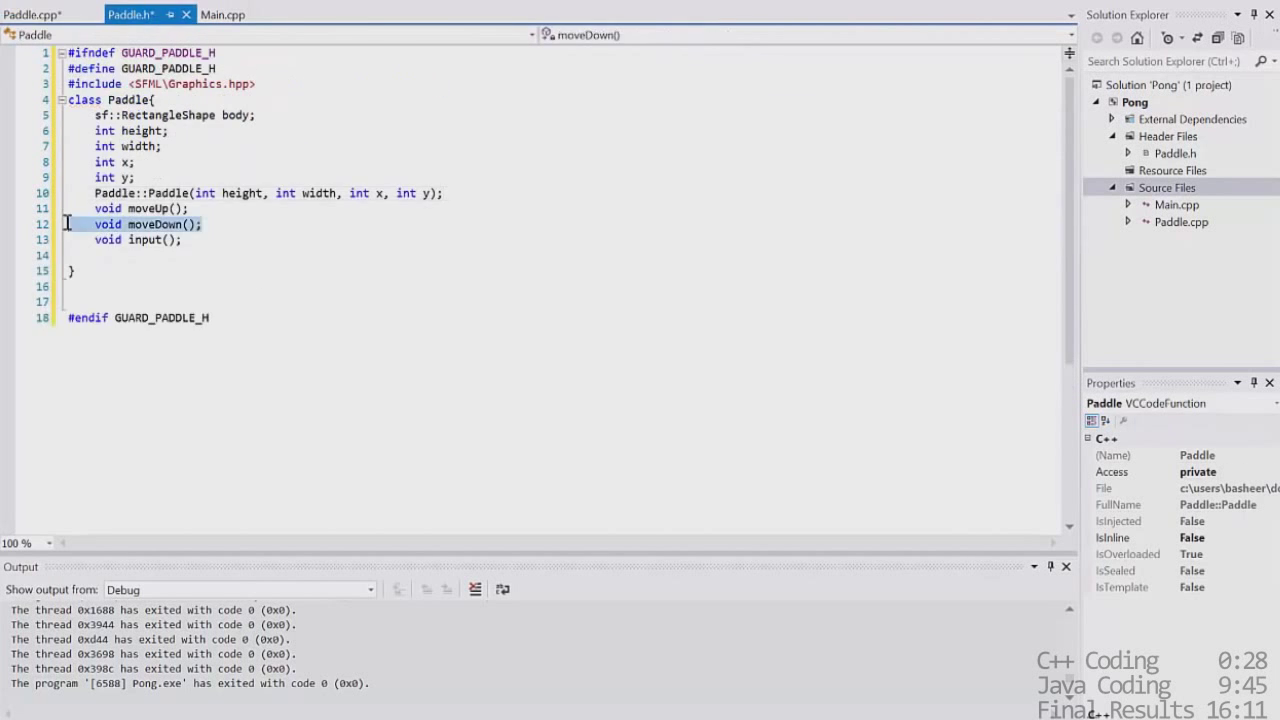 Paddle.cpp*
Paddle.h*
Main.cpp
Paddle
moveDown()
1 #ifndef GUARD_PADDLE_H
2 #define GUARD_PADDLE_H
3 #include <SFML\Graphics.hpp>
4 class Paddle{
5 sf::RectangleShape body;
6 int height;
7 int width;
8 int x;
9 int y;
10 Paddle::Paddle(int height, int width, int x, int y);
11 void moveUp();
12 void moveDown();
13 void input();
14
15 }
16
17
18 #endif GUARD_PADDLE_H
100 %
Output
Show output from: Debug
The thread 0x1688 has exited with code 0 (0x0).
The thread 0x3944 has exited with code 0 (0x0).
The thread 0xd44 has exited with code 0 (0x0).
The thread 0x3698 has exited with code 0 (0x0).
The thread 0x398c has exited with code 0 (0x0).
The program '[6588] Pong.exe' has exited with code 0 (0x0).
Solution Explorer
Search Solution Explorer (Ctrl+;)
Solution 'Pong' (1 project)
Pong
External Dependencies
Header Files
Paddle.h
Resource Files
Source Files
Main.cpp
Paddle.cpp
Properties
Paddle VCCodeFunction
C++
(Name) Paddle
Access private
File c:\users\basheer\do
FullName Paddle::Paddle
IsInjected False
IsInline False
IsOverloaded True
IsSealed False
IsTemplate False
C++ Coding 0:28
Java Coding 9:45
Final Results 16:11
C++